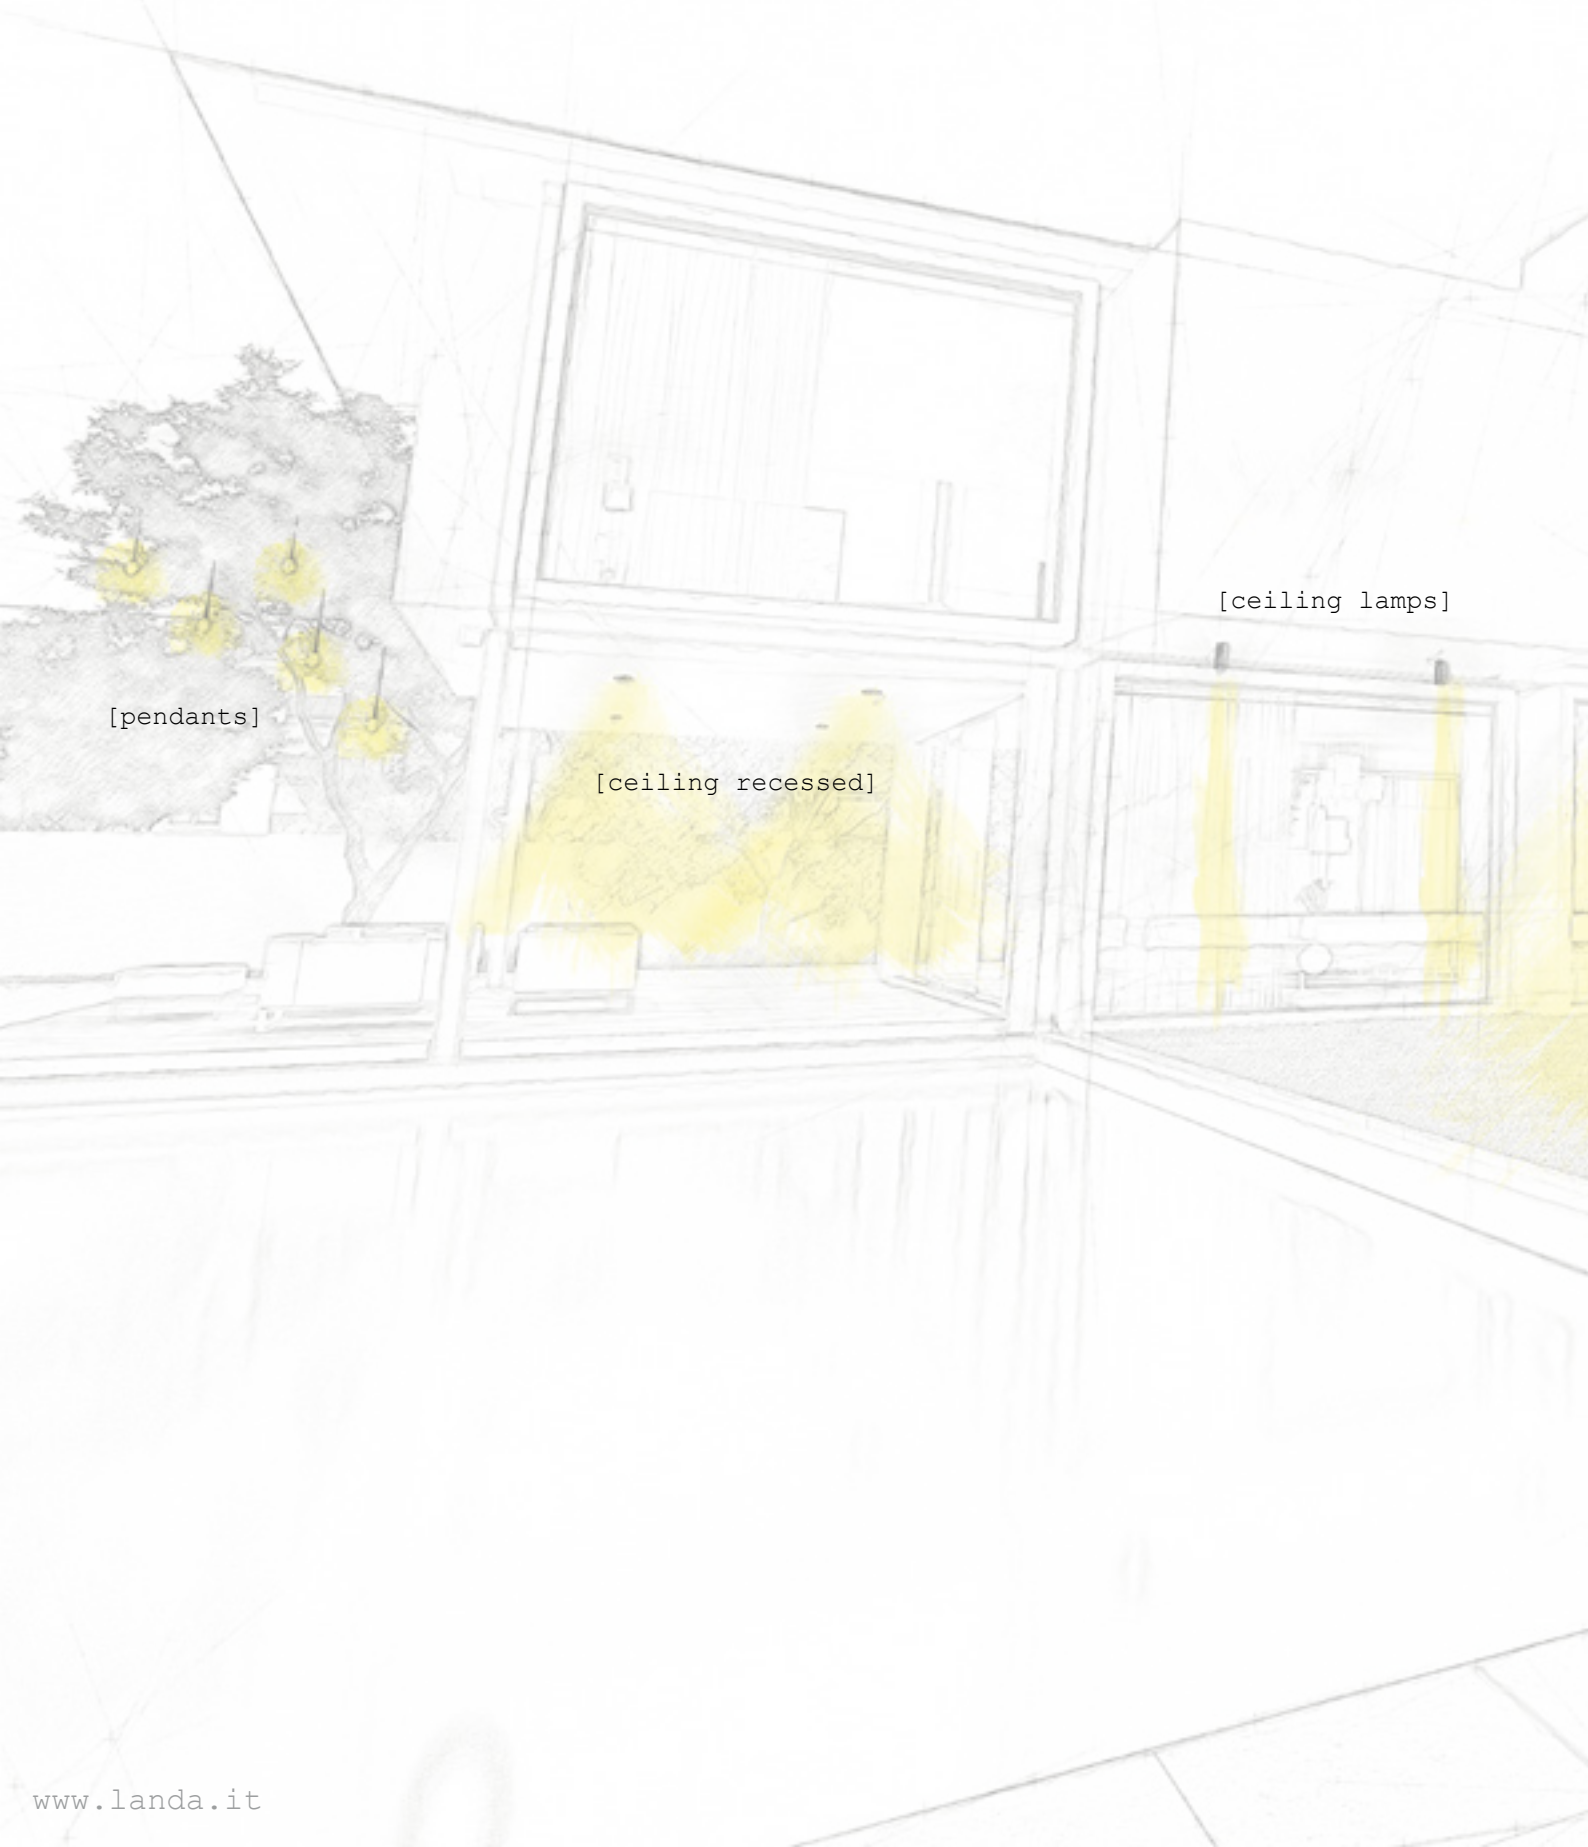 [ceiling lamps]
[pendants]
[ceiling recessed]
www.landa.it